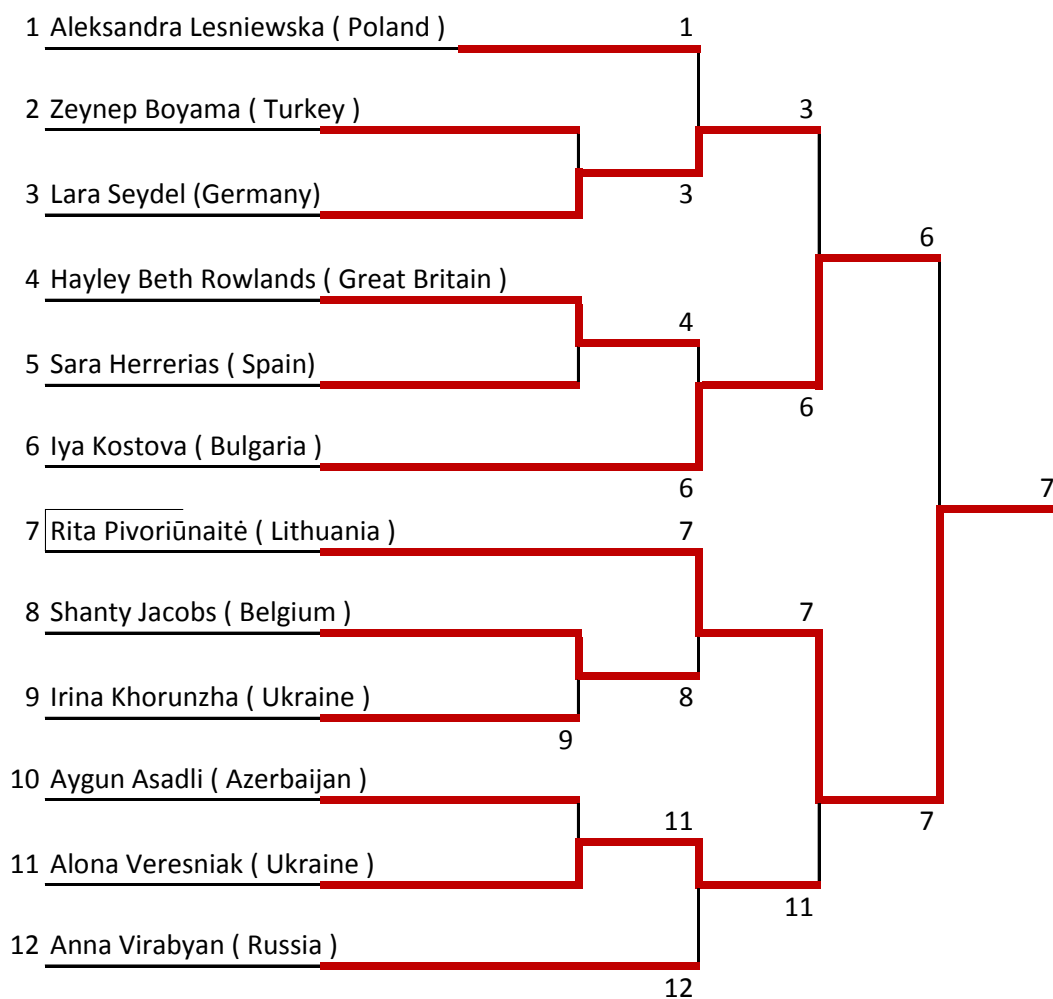 1 Aleksandra Lesniewska ( Poland ) 1
2 Zeynep Boyama ( Turkey ) 3
3 Lara Seydel (Germany) 3
6
4 Hayley Beth Rowlands ( Great Britain )
4
5 Sara Herrerias ( Spain)
6
6 Iya Kostova ( Bulgaria )
6
7
7 Rita Pivoriūnaitė ( Lithuania ) 7
8 Shanty Jacobs ( Belgium ) 7
9 Irina Khorunzha ( Ukraine ) 8
9
10 Aygun Asadli ( Azerbaijan )
11 7
11 Alona Veresniak ( Ukraine )
11
12 Anna Virabyan ( Russia )
12